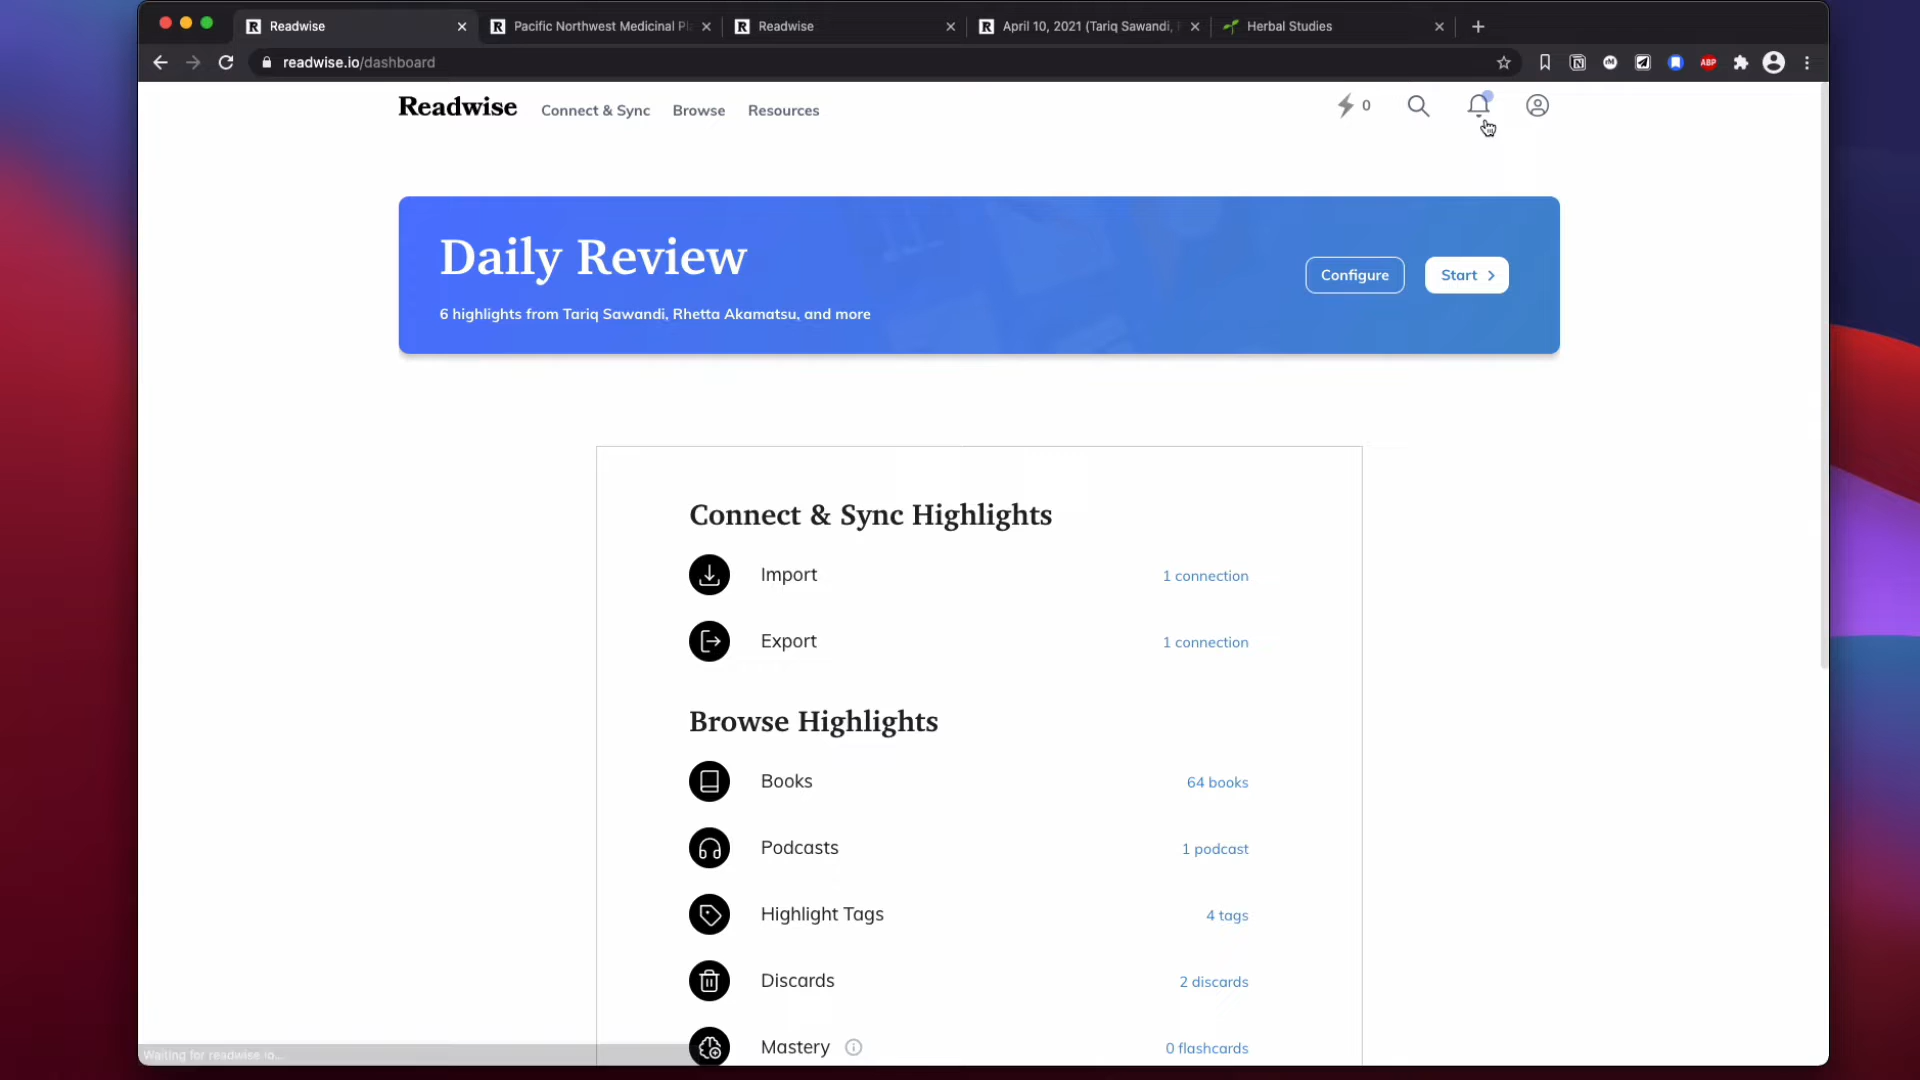 Readwise
Pacific Northwest Medicinal Pl
Readwise
April 10, 2021 (Tariq Sawandi,
Herbal Studies
readwise.io/dashboard
ABP
Readwise
Connect & Sync
Browse
Resources
0
Daily Review
6 highlights from Tariq Sawandi, Rhetta Akamatsu, and more
Configure
Start
Connect & Sync Highlights
Import
1 connection
Export
1 connection
Browse Highlights
Books
64 books
Podcasts
1 podcast
Highlight Tags
4 tags
Discards
2 discards
Mastery
0 flashcards
Waiting for readwise.io...